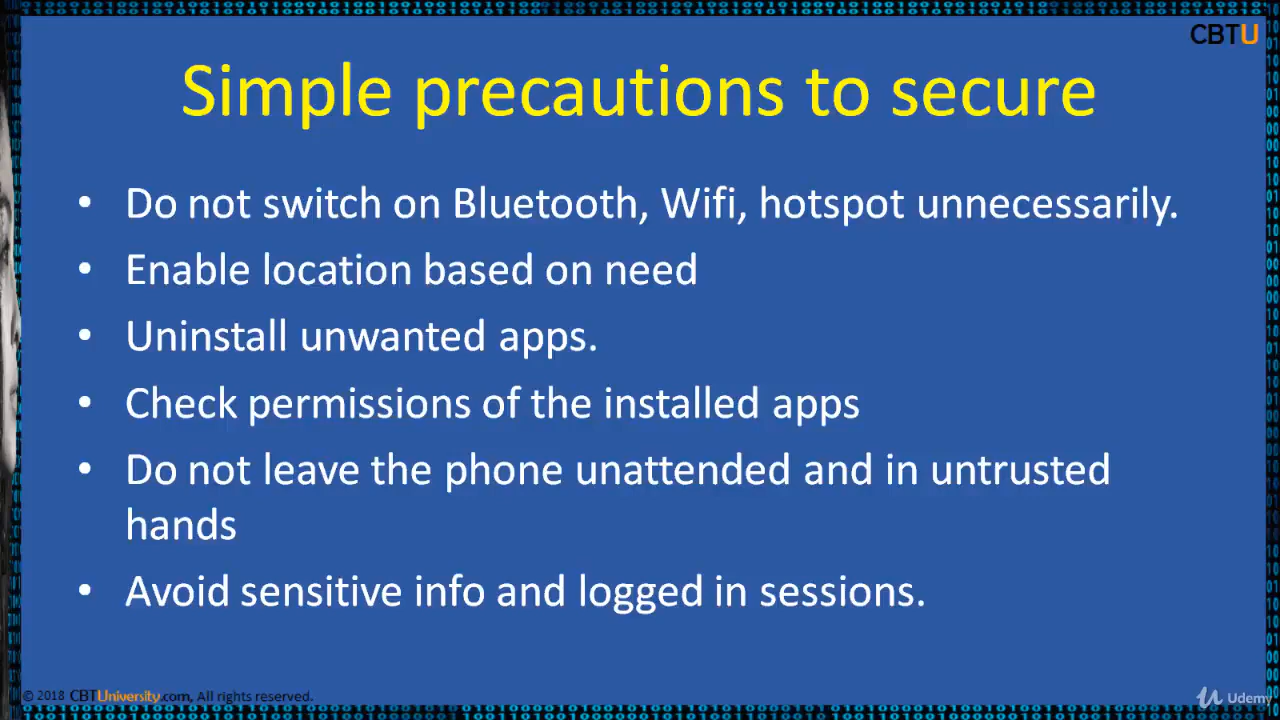 CBTU
Simple precautions to secure
• Do not switch on Bluetooth, Wifi, hotspot unnecessarily.
• Enable location based on need
• Uninstall unwanted apps.
• Check permissions of the installed apps
• Do not leave the phone unattended and in untrusted
hands
• Avoid sensitive info and logged in sessions.
© 2018 CBTUniversity.com, All rights reserved.
Udemy